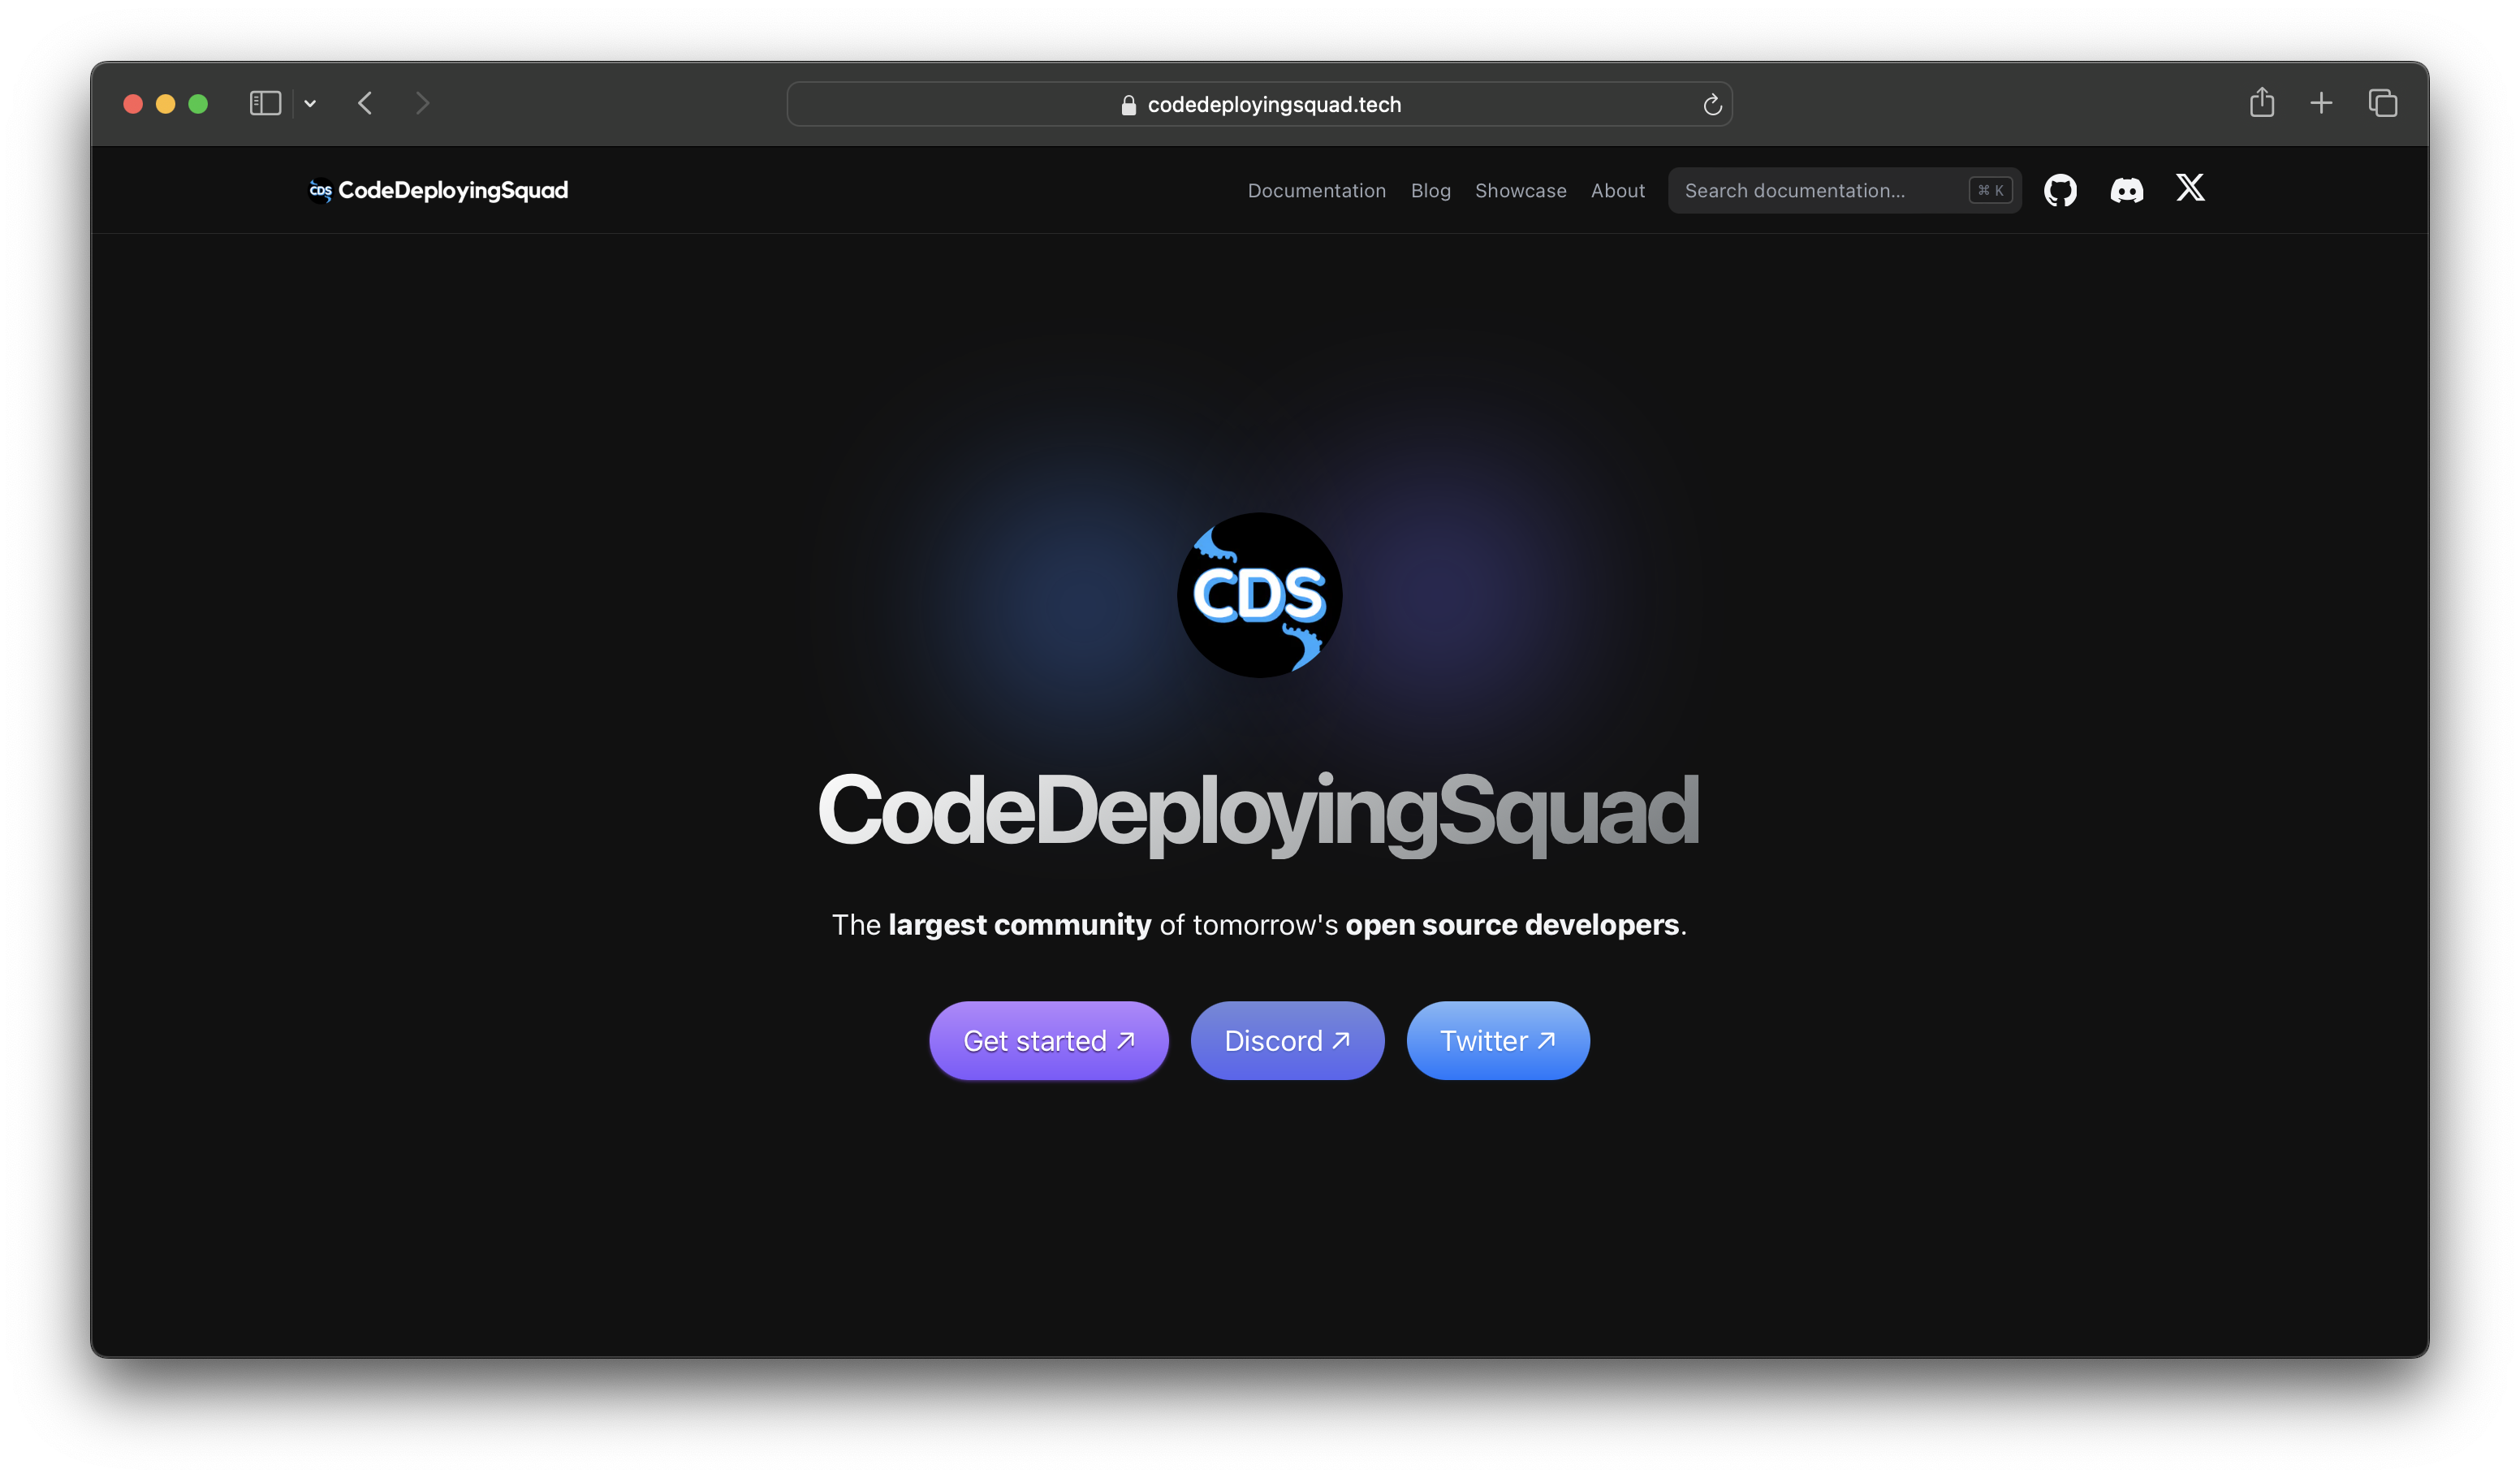 codedeployingsquad.tech
CDS CodeDeployingSquad
Documentation Blog Showcase About Search documentation... ⌘ K
CDS
CodeDeployingSquad
The largest community of tomorrow's open source developers.
Get started ↗ Discord ↗ Twitter ↗